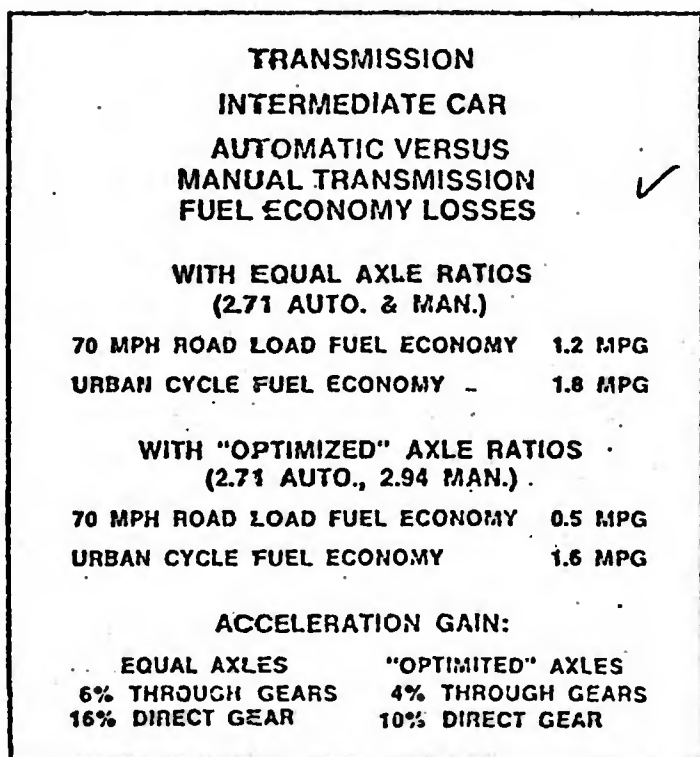 TRANSMISSION
INTERMEDIATE CAR
AUTOMATIC VERSUS
MANUAL TRANSMISSION
FUEL ECONOMY LOSSES
WITH EQUAL AXLE RATIOS
(2.71 AUTO. & MAN.)
70 MPH ROAD LOAD FUEL ECONOMY 1.2 MPG
URBAN CYCLE FUEL ECONOMY 1.8 MPG
WITH "OPTIMIZED" AXLE RATIOS
(2.71 AUTO., 2.94 MAN.)
70 MPH ROAD LOAD FUEL ECONOMY 0.5 MPG
URBAN CYCLE FUEL ECONOMY 1.6 MPG
ACCELERATION GAIN:
EQUAL AXLES "OPTIMITED" AXLES
6% THROUGH GEARS 4% THROUGH GEARS
16% DIRECT GEAR 10% DIRECT GEAR